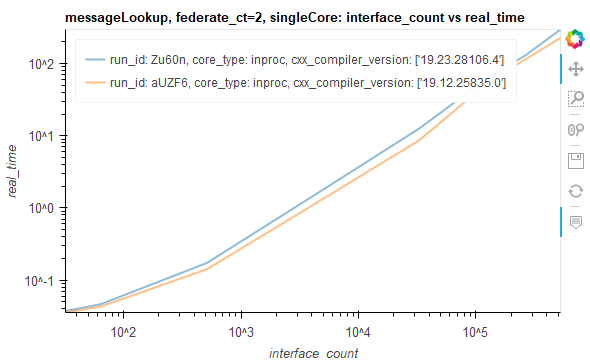 messageLookup, federate_ct=2, singleCore: interface_count vs real_time
run_id: Zu60n, core_type: inproc, cxx_compiler_version: ['19.23.28106.4']
run_id: aUZF6, core_type: inproc, cxx_compiler_version: ['19.12.25835.0']
10^2
10^1
10^0
10^-1
real_time
10^2 10^3 10^4 10^5
interface_count